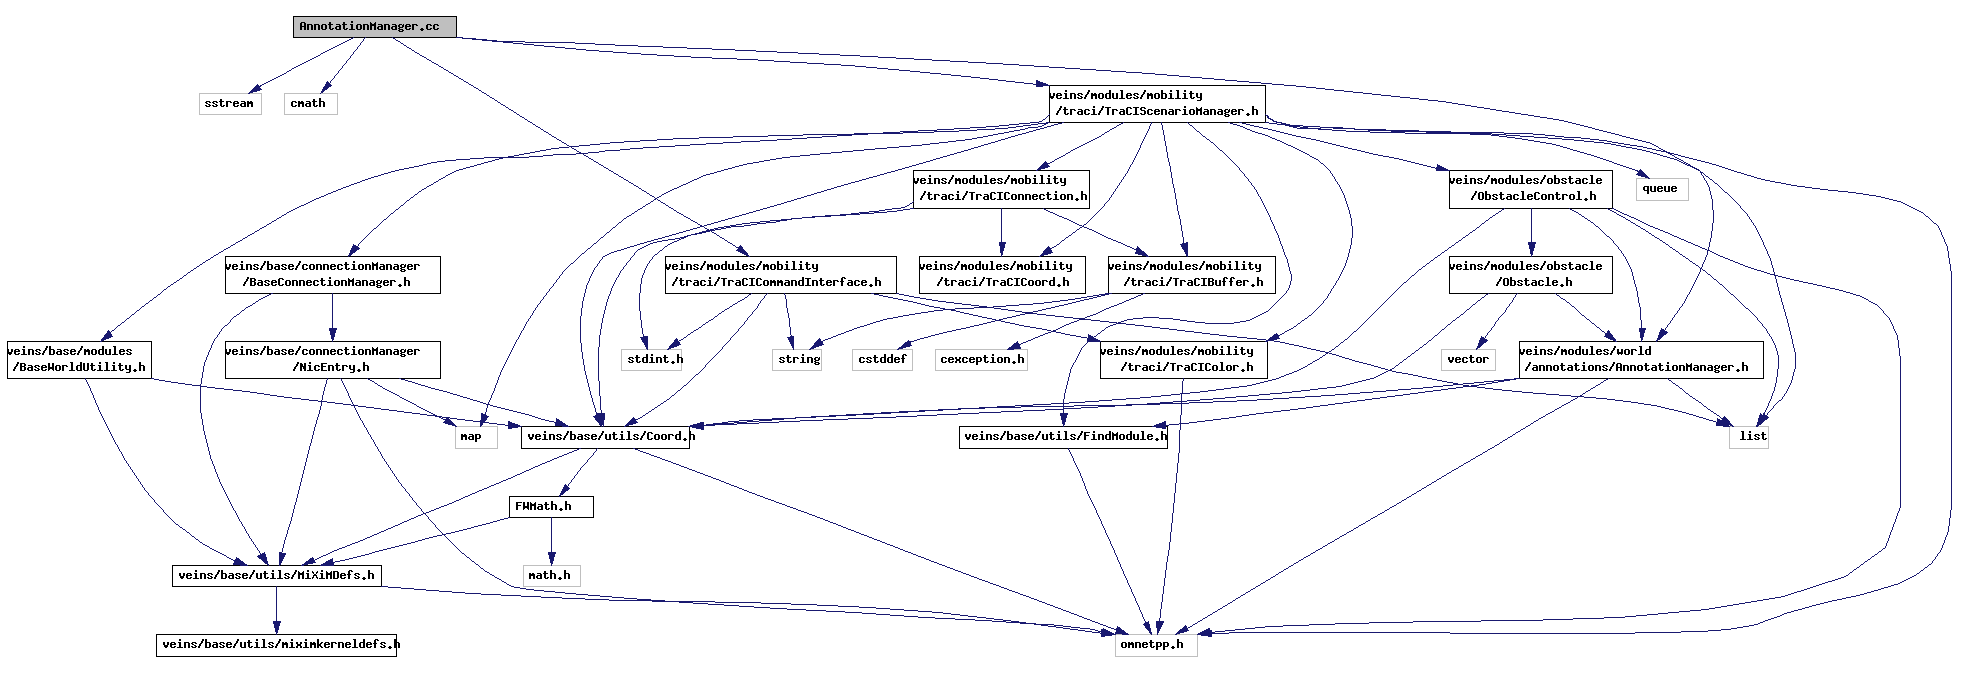 AnnotationManager.cc
sstream
cmath
veins/modules/mobility
/traci/TraCIScenarioManager.h
veins/modules/mobility
/traci/TraCIConnection.h
veins/modules/obstacle
/ObstacleControl.h
queue
veins/base/connectionManager
/BaseConnectionManager.h
veins/modules/mobility
/traci/TraCICommandInterface.h
veins/modules/mobility
/traci/TraCICoord.h
veins/modules/mobility
/traci/TraCIBuffer.h
veins/modules/obstacle
/Obstacle.h
veins/base/modules
/BaseWorldUtility.h
veins/base/connectionManager
/NicEntry.h
stdint.h
string
cstddef
cexception.h
veins/modules/mobility
/traci/TraCIColor.h
vector
veins/modules/world
/annotations/AnnotationManager.h
map
veins/base/utils/Coord.h
veins/base/utils/FindModule.h
list
FWMath.h
veins/base/utils/MiXiMDefs.h
math.h
veins/base/utils/miximkerneldefs.h
omnetpp.h